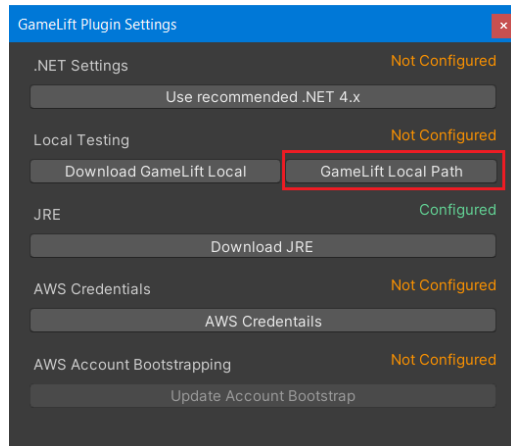 GameLift Plugin Settings
.NET Settings Not Configured
Use recommended .NET 4.x
Local Testing Not Configured
Download GameLift Local GameLift Local Path
JRE Configured
Download JRE
AWS Credentials Not Configured
AWS Credentails
AWS Account Bootstrapping Not Configured
Update Account Bootstrap